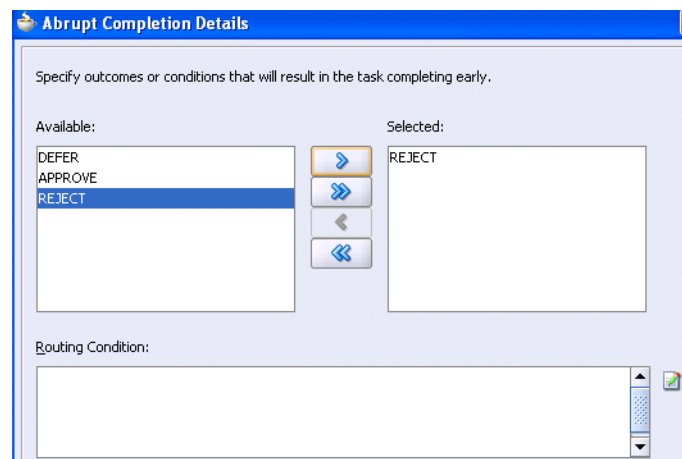 Abrupt Completion Details
Specify outcomes or conditions that will result in the task completing early.
Available:
Selected:
DEFER
APPROVE
REJECT
REJECT
Routing Condition: